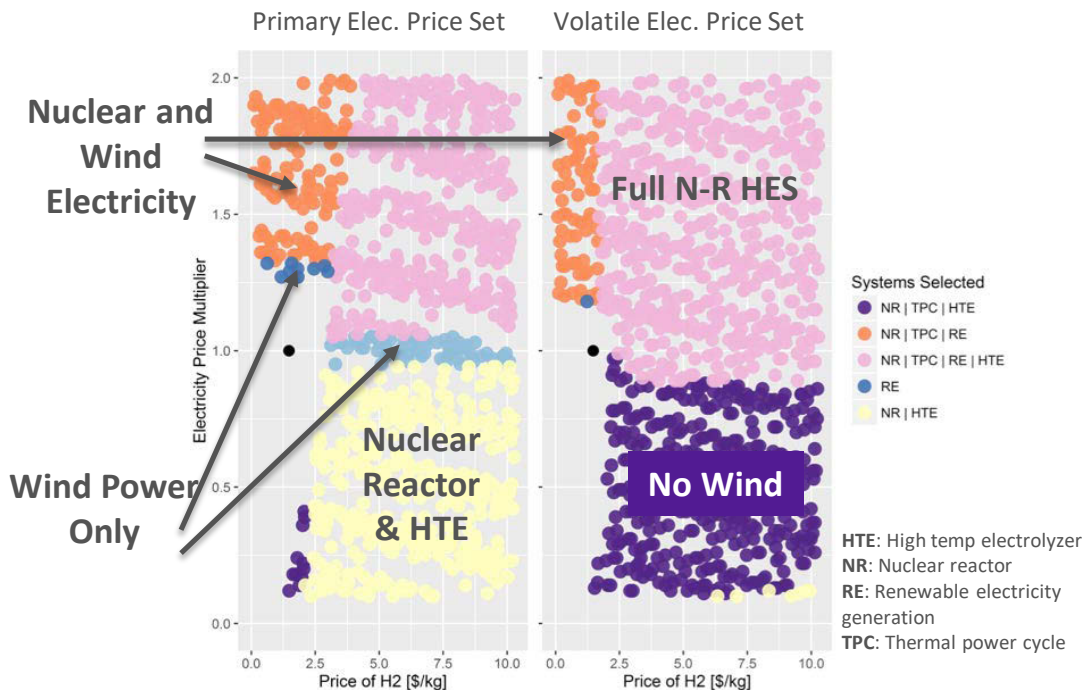 Primary Elec. Price Set
Volatile Elec. Price Set
Nuclear and
Wind
Electricity
Wind Power
Only
Electricity Price Multiplier
2.0
1.5
1.0
0.5
0.0
Nuclear
Reactor
& HTE
Full N-R HES
No Wind
0.0
2.5
5.0
7.5
10.0
Price of H2 [$/kg]
0.0
2.5
5.0
7.5
10.0
Price of H2 [$/kg]
Systems Selected
NR | TPC | HTE
NR | TPC | RE
NR | TPC | RE | HTE
RE
NR | HTE
HTE: High temp electrolyzer
NR: Nuclear reactor
RE: Renewable electricity
generation
TPC: Thermal power cycle